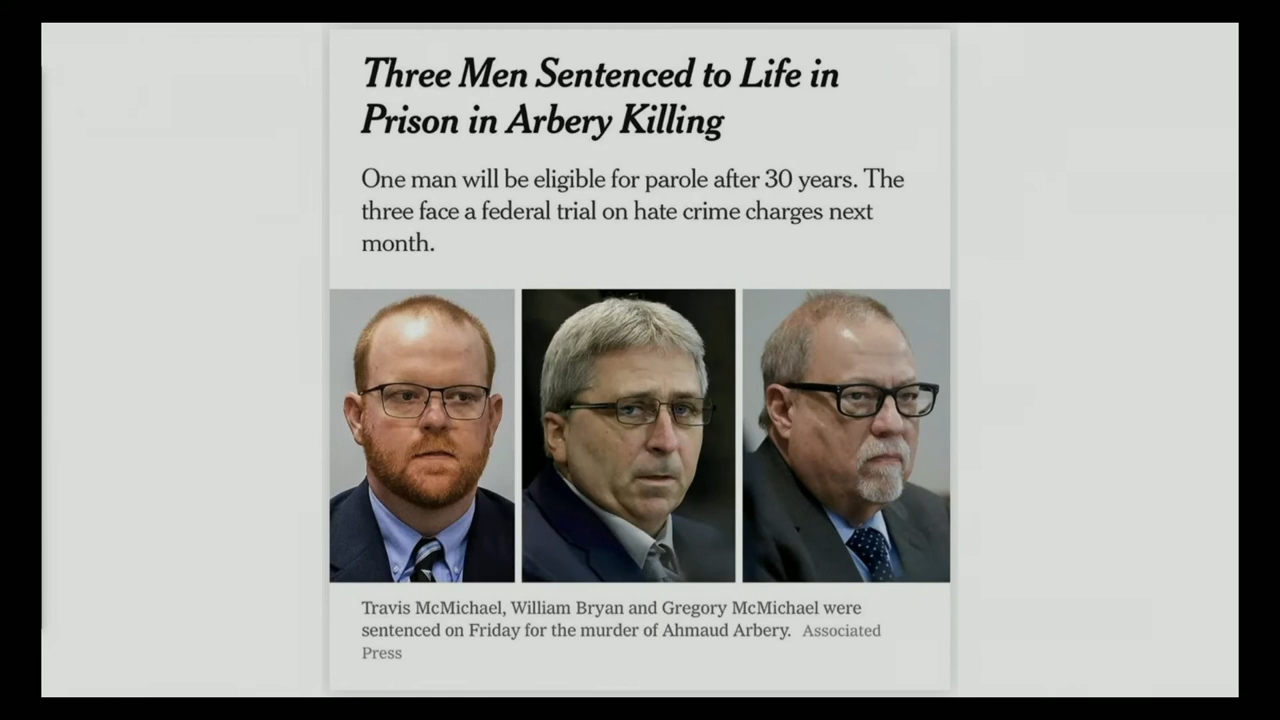 Three Men Sentenced to Life in
Prison in Arbery Killing
One man will be eligible for parole after 30 years. The
three face a federal trial on hate crime charges next
month.
Travis McMichael, William Bryan and Gregory McMichael were
sentenced on Friday for the murder of Ahmaud Arbery. Associated
Press